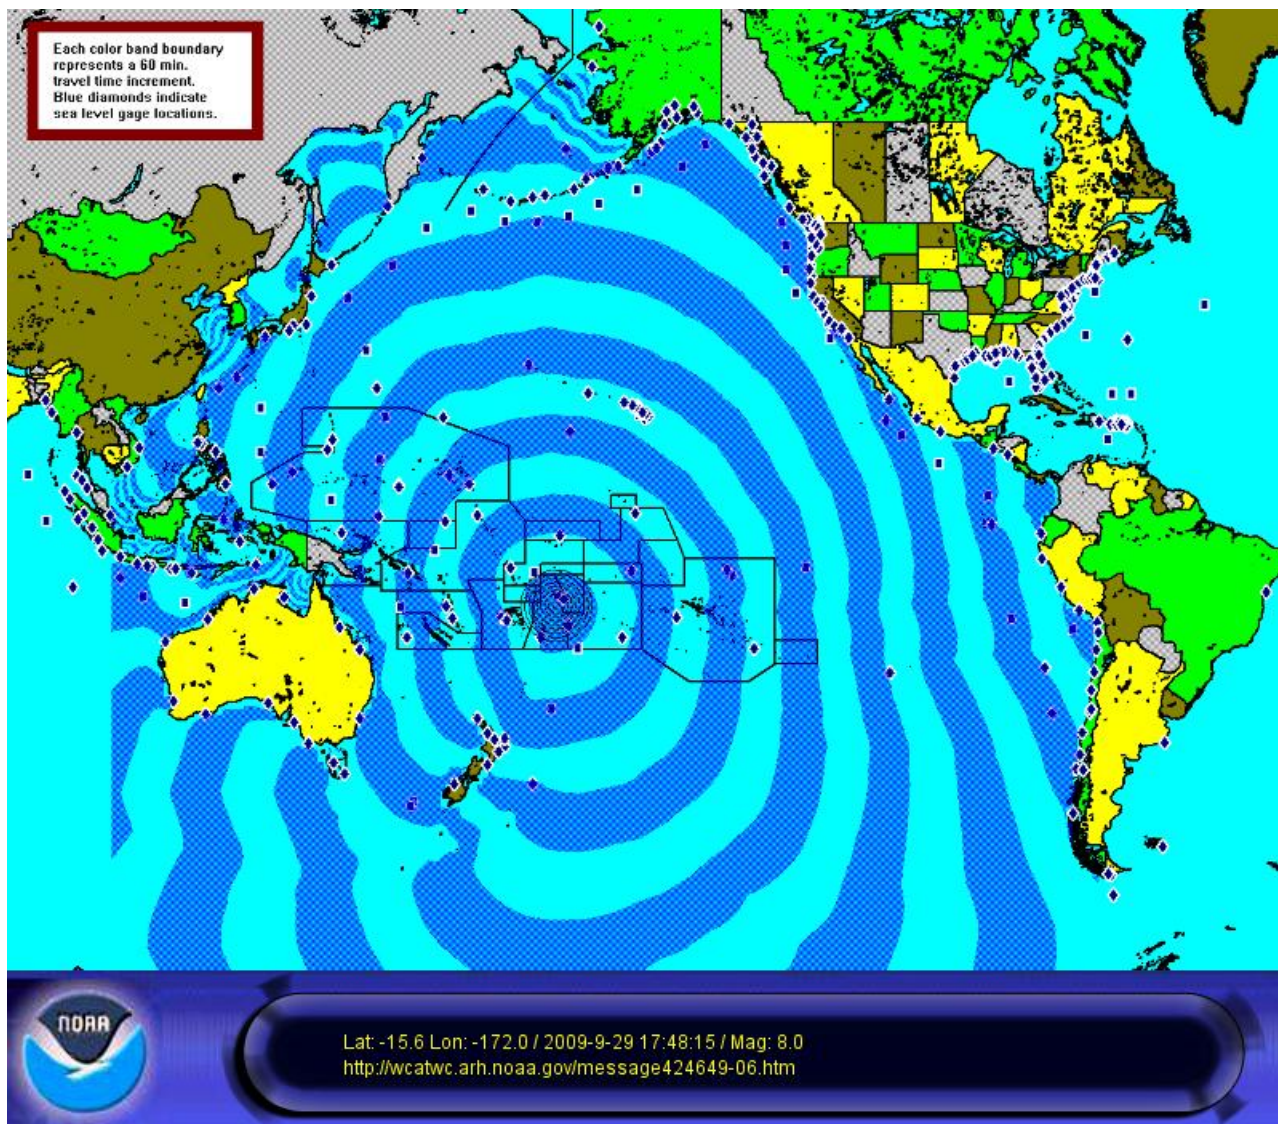 Each color band boundary
represents a 60 min.
travel time increment.
Blue diamonds indicate
sea level gage locations.
NOAA
Lat: -15.6 Lon: -172.0 / 2009-9-29 17:48:15 / Mag: 8.0
http://wcatwc.arh.noaa.gov/message424649-06.htm